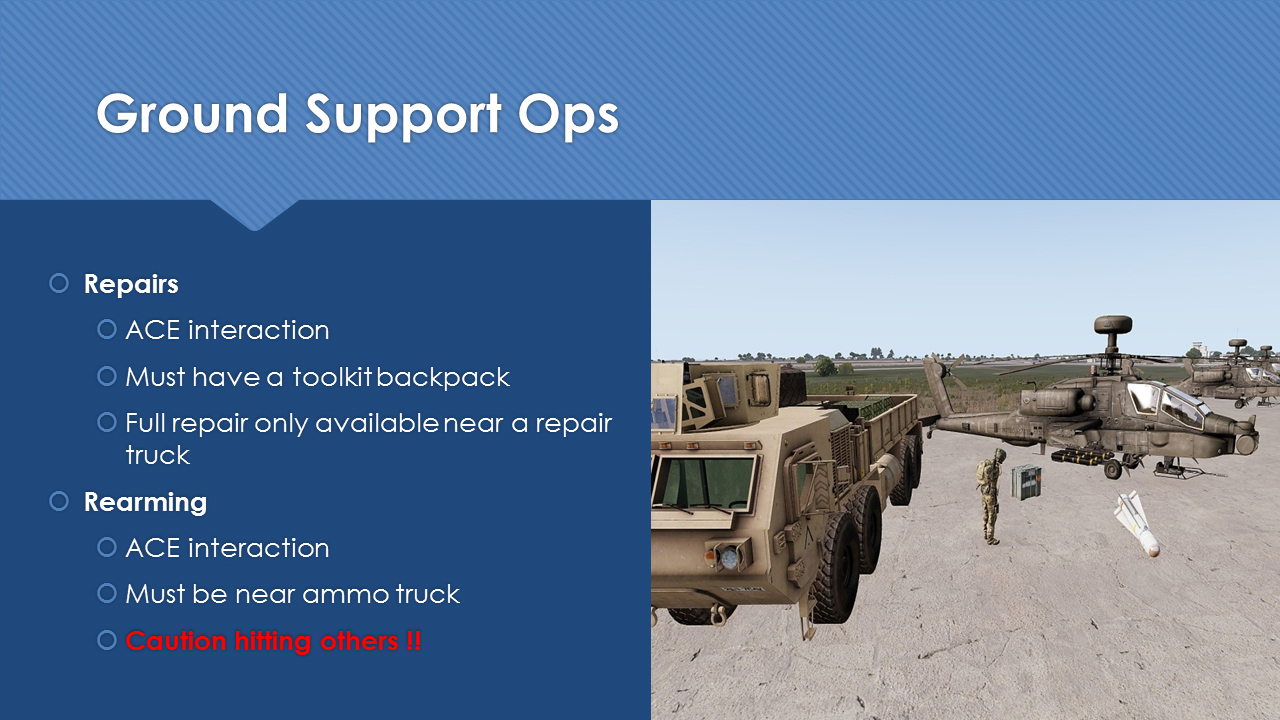 Ground Support Ops
Repairs
ACE interaction
Must have a toolkit backpack
Full repair only available near a repair
truck
Rearming
ACE interaction
Must be near ammo truck
Caution hitting others !!